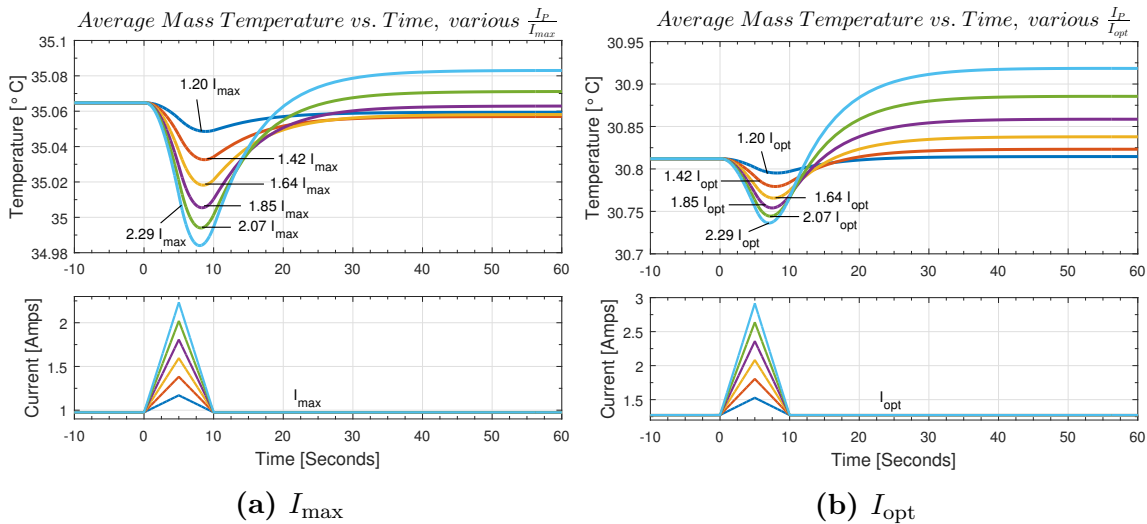 Average Mass Temperature vs. Time, various I_P/I_max
Temperature [° C]
35.1
35.08
35.06
35.04
35.02
35
34.98
1.20 I_max
1.42 I_max
1.64 I_max
1.85 I_max
2.07 I_max
2.29 I_max
-10 0 10 20 30 40 50 60
Current [Amps]
2
1.5
1
I_max
-10 0 10 20 30 40 50 60
Time [Seconds]
(a) I_max
Average Mass Temperature vs. Time, various I_P/I_opt
Temperature [° C]
30.95
30.9
30.85
30.8
30.75
30.7
1.20 I_opt
1.42 I_opt
1.64 I_opt
1.85 I_opt
2.07 I_opt
2.29 I_opt
-10 0 10 20 30 40 50 60
Current [Amps]
3
2.5
2
1.5
I_opt
-10 0 10 20 30 40 50 60
Time [Seconds]
(b) I_opt